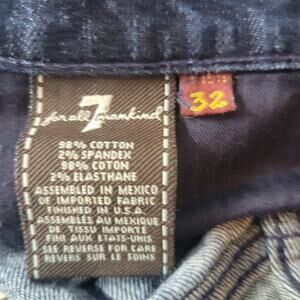 7
for all mankind
32
98% COTTON
2% SPANDEX
98% COTON
2% ELASTHANE
ASSEMBLED IN MEXICO
OF IMPORTED FABRIC
FINISHED IN U.S.A.
ASSEMBLÉS AU MEXIQUE
DE TISSU IMPORTÉ
FINI AUX ETATS-UNIS
SEE REVERSE FOR CARE
REVERS SUR LE SOINS